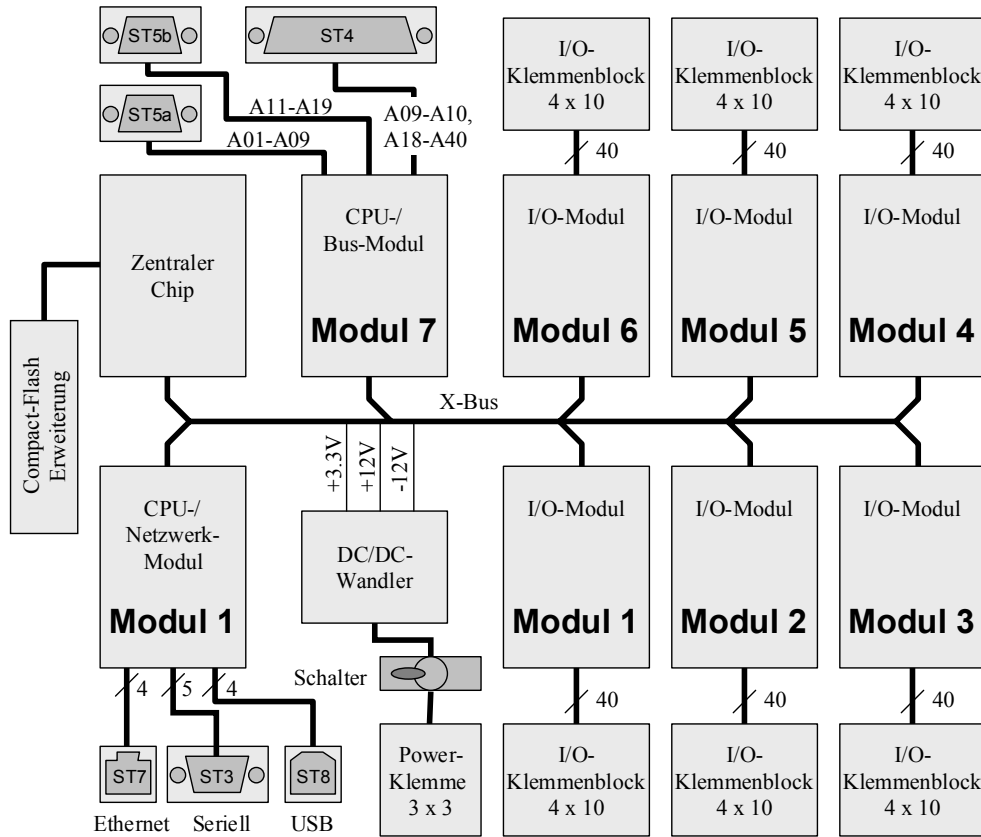 ST5b
ST4
ST5a
A11-A19
A01-A09
A09-A10,
A18-A40
I/O-
Klemmenblock
4 x 10
I/O-
Klemmenblock
4 x 10
I/O-
Klemmenblock
4 x 10
40
40
40
Zentraler
Chip
CPU-/
Bus-Modul
Modul 7
I/O-Modul
Modul 6
I/O-Modul
Modul 5
I/O-Modul
Modul 4
Compact-Flash
Erweiterung
X-Bus
+3.3V
+12V
-12V
CPU-/
Netzwerk-
Modul
Modul 1
DC/DC-
Wandler
I/O-Modul
Modul 1
I/O-Modul
Modul 2
I/O-Modul
Modul 3
4
5
4
Schalter
40
40
40
ST7
ST3
ST8
Ethernet
Seriell
USB
Power-
Klemme
3 x 3
I/O-
Klemmenblock
4 x 10
I/O-
Klemmenblock
4 x 10
I/O-
Klemmenblock
4 x 10